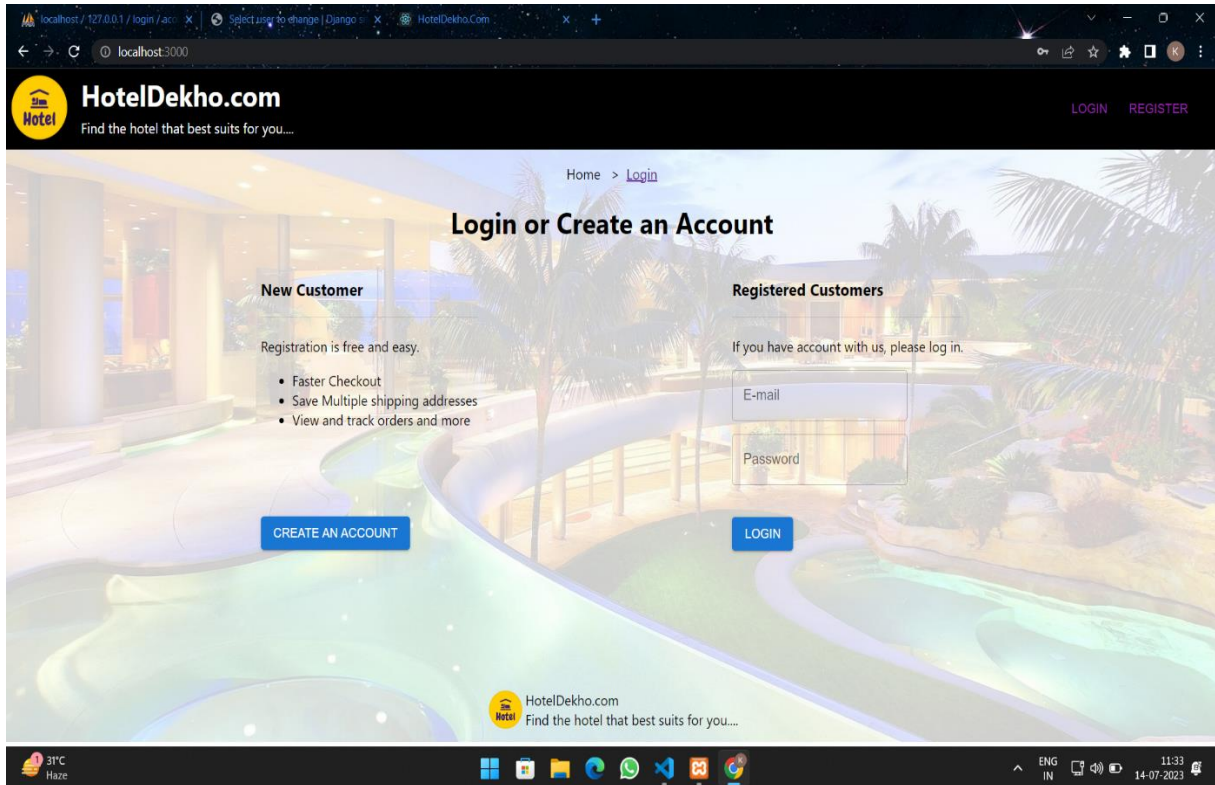 localhost / 127.0.0.1 / login / acc
Select user to change | Django si
HotelDekho.Com
localhost:3000
K
Hotel
HotelDekho.com
Find the hotel that best suits for you....
LOGIN REGISTER
Home > Login
Login or Create an Account
New Customer
Registration is free and easy.
• Faster Checkout
• Save Multiple shipping addresses
• View and track orders and more
CREATE AN ACCOUNT
Registered Customers
If you have account with us, please log in.
E-mail
Password
LOGIN
Hotel
HotelDekho.com
Find the hotel that best suits for you....
1
31°C
Haze
ENG
IN
11:33
14-07-2023